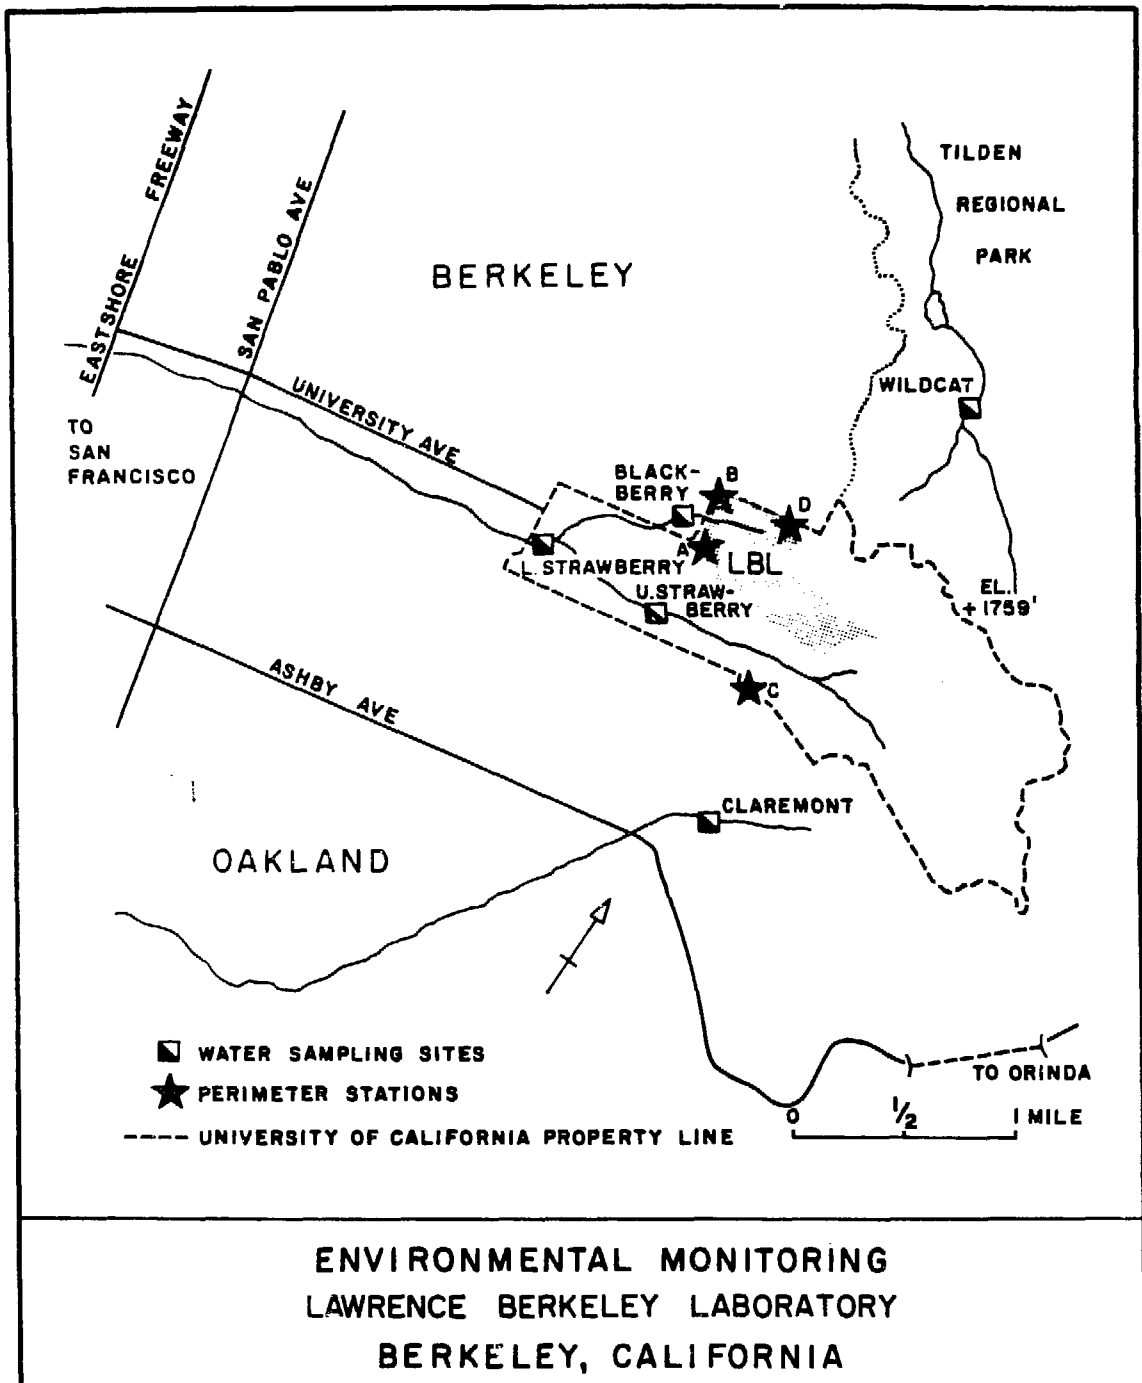 EASTSHORE FREEWAY
SAN PABLO AVE
TILDEN
REGIONAL
PARK
BERKELEY
UNIVERSITY AVE
WILDCAT
TO
SAN
FRANCISCO
BLACK-
BERRY
B
D
A
L. STRAWBERRY
LBL
U. STRAW-
BERRY
EL.
+1759'
C
ASHBY AVE
CLAREMONT
OAKLAND
WATER SAMPLING SITES
PERIMETER STATIONS
UNIVERSITY OF CALIFORNIA PROPERTY LINE
TO ORINDA
0 1/2 1 MILE
ENVIRONMENTAL MONITORING
LAWRENCE BERKELEY LABORATORY
BERKELEY, CALIFORNIA